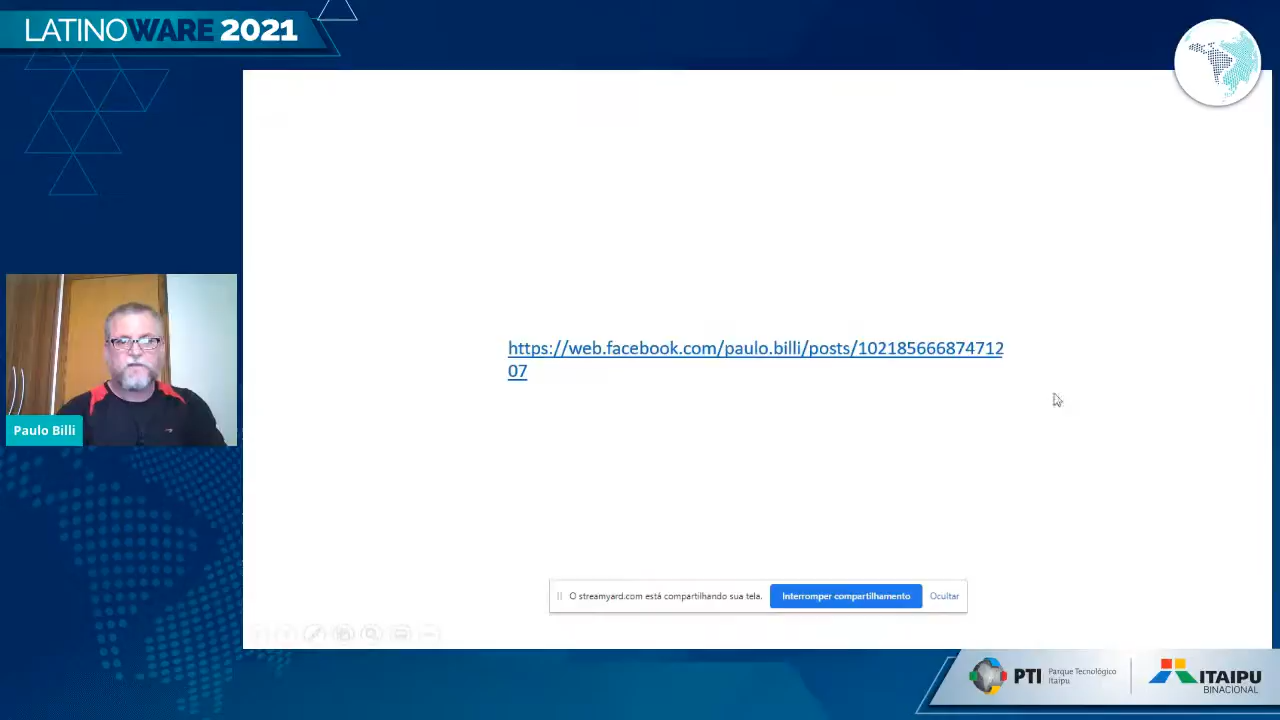 LATINOWARE 2021
https://web.facebook.com/paulo.billi/posts/102185666874712
07
Paulo Billi
O streamyard.com está compartilhando sua tela.
Interromper compartilhamento
Ocultar
PTI
Parque Tecnológico
Itaipu
ITAIPU
BINACIONAL